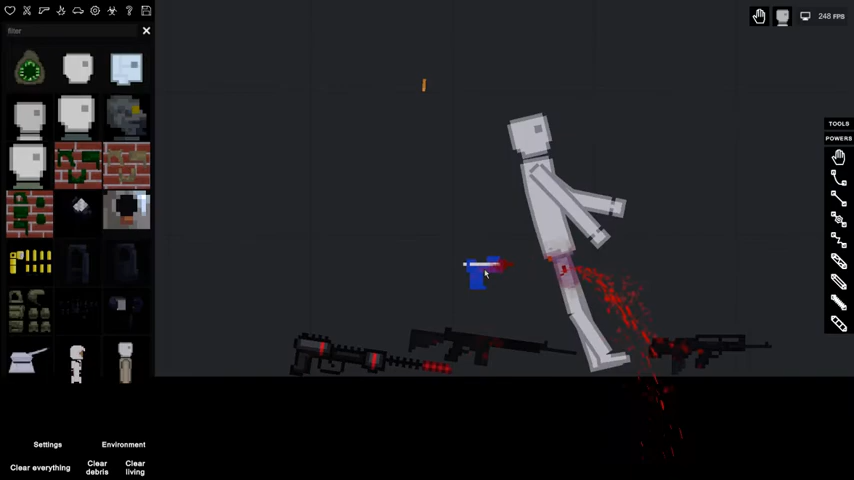 filter
248 FPS
TOOLS
POWERS
Settings
Environment
Clear everything
Clear
debris
Clear
living